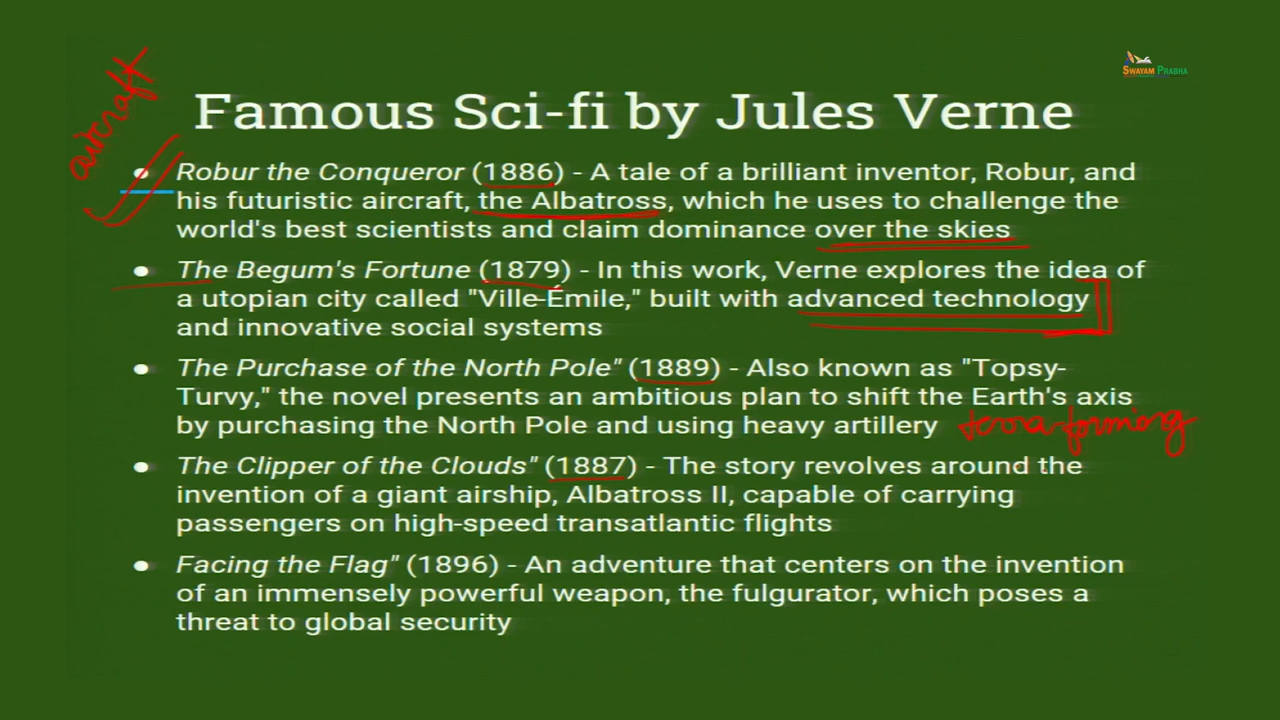 SWAYAM PRABHA
aircraft
Famous Sci-fi by Jules Verne
● Robur the Conqueror (1886) - A tale of a brilliant inventor, Robur, and
his futuristic aircraft, the Albatross, which he uses to challenge the
world's best scientists and claim dominance over the skies
● The Begum's Fortune (1879) - In this work, Verne explores the idea of
a utopian city called "Ville-Émile," built with advanced technology
and innovative social systems
● The Purchase of the North Pole" (1889) - Also known as "Topsy-
Turvy," the novel presents an ambitious plan to shift the Earth's axis
by purchasing the North Pole and using heavy artillery terra-forming
● The Clipper of the Clouds" (1887) - The story revolves around the
invention of a giant airship, Albatross II, capable of carrying
passengers on high-speed transatlantic flights
● Facing the Flag" (1896) - An adventure that centers on the invention
of an immensely powerful weapon, the fulgurator, which poses a
threat to global security